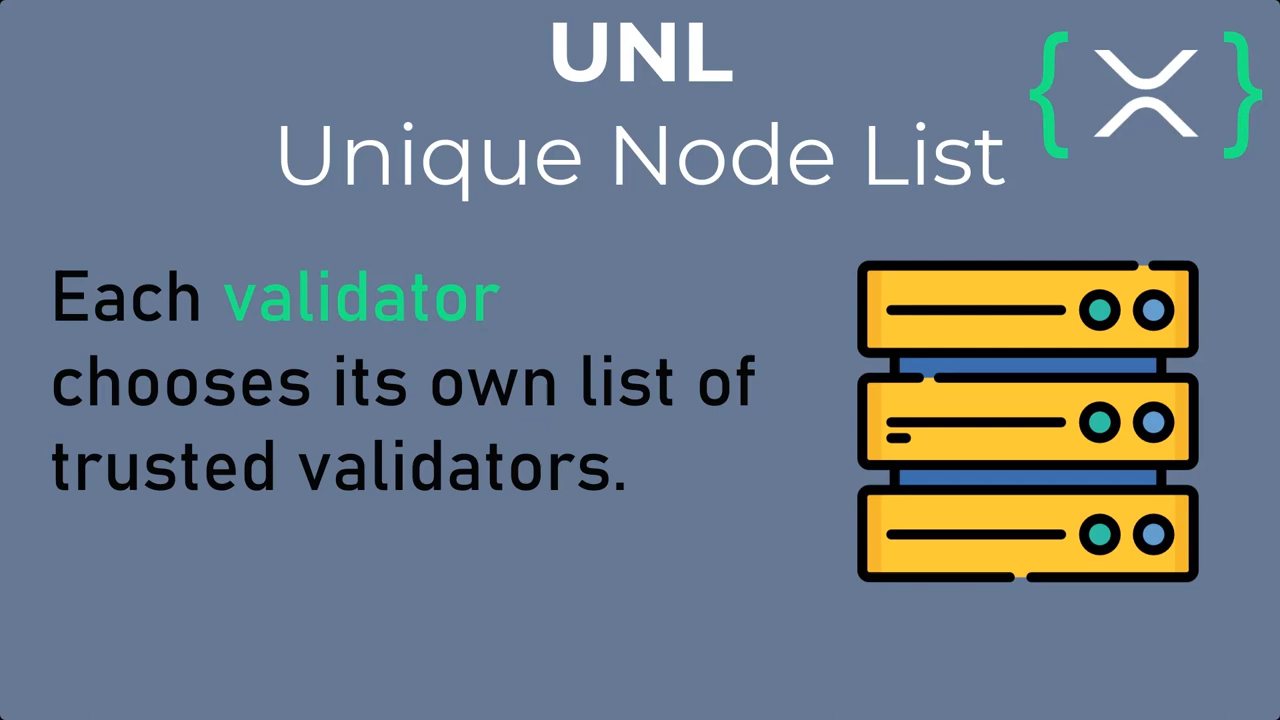 UNL
Unique Node List
Each validator
chooses its own list of
trusted validators.